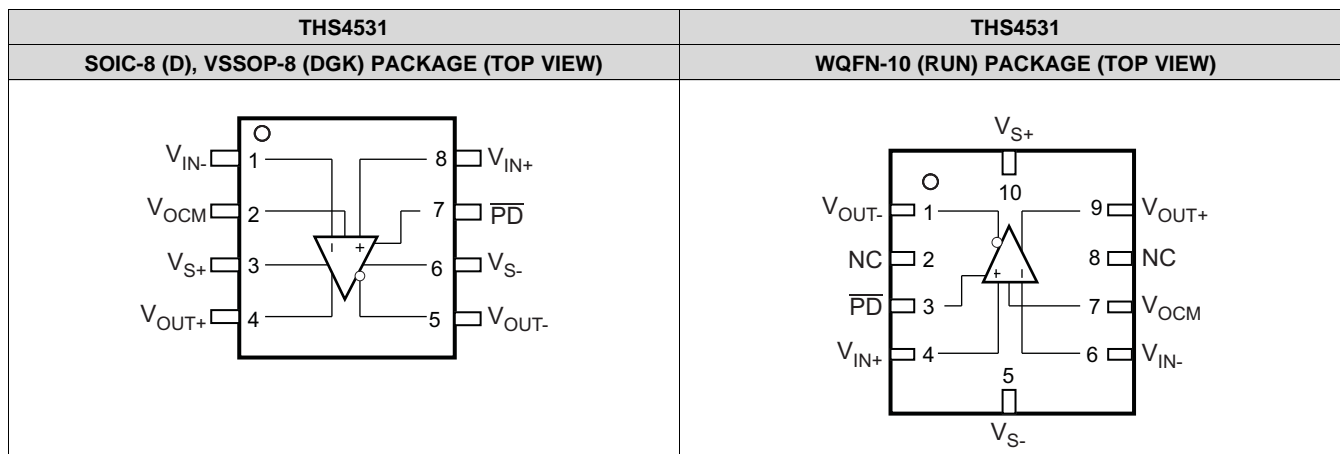 THS4531
SOIC-8 (D), VSSOP-8 (DGK) PACKAGE (TOP VIEW)
VIN- 1 8 VIN+
VOCM 2 7 PD
VS+ 3 6 VS-
VOUT+ 4 5 VOUT-
THS4531
WQFN-10 (RUN) PACKAGE (TOP VIEW)
VS+
10
VOUT- 1 9 VOUT+
NC 2 8 NC
PD 3 7 VOCM
VIN+ 4 6 VIN-
5
VS-